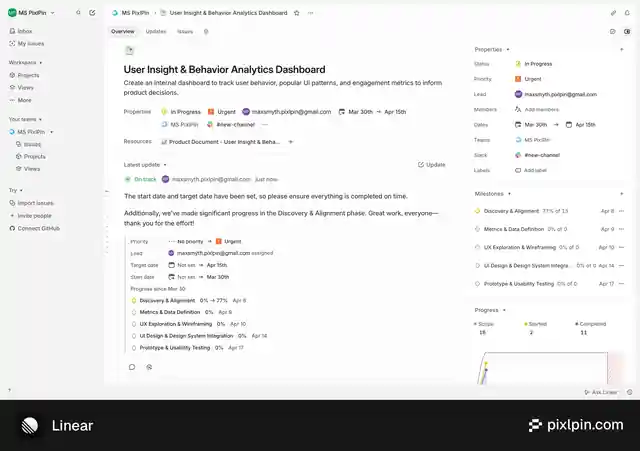 MS PixlPin
MS PixlPin › User Insight & Behavior Analytics Dashboard
Inbox
My issues
Workspace
Projects
Views
More
Your teams
MS PixlPin
Issues
Projects
Views
Try
Import issues
Invite people
Connect GitHub
Overview Updates Issues
User Insight & Behavior Analytics Dashboard
Create an internal dashboard to track user behavior, popular UI patterns, and engagement metrics to inform
product decisions.
Properties In Progress Urgent maxsmyth.pixlpin@gmail.com Mar 30th → Apr 15th
MS PixlPin #new-channel ...
Resources Product Document - User Insight & Beha... +
Latest update Update
On track maxsmyth.pixlpin@gmail.com just now
The start date and target date have been set, so please ensure everything is completed on time.
Additionally, we've made significant progress in the Discovery & Alignment phase. Great work, everyone—
thank you for the effort!
Priority No priority → Urgent
Lead maxsmyth.pixlpin@gmail.com assigned
Target date Not set → Apr 15th
Start date Not set → Mar 30th
Progress since Mar 30
Discovery & Alignment 0% → 77% Apr 8
Metrics & Data Definition 0% Apr 9
UX Exploration & Wireframing 0% Apr 10
UI Design & Design System Integration 0% Apr 14
Prototype & Usability Testing 0% Apr 17
Properties +
Status In Progress
Priority Urgent
Lead maxsmyth.pixlpin@gmail.com
Members Add members
Dates Mar 30th → Apr 15th
Teams MS PixlPin
Slack #new-channel
Labels Add label
Milestones +
Discovery & Alignment 77% of 13 Apr 8
Metrics & Data Definition 0% of 0 Apr 9
UX Exploration & Wireframing 0% of 0 Apr 10
UI Design & Design System Integra... 0% of 0 Apr 14
Prototype & Usability Testing 0% of 0 Apr 17
Progress
Scope Started Completed
2 11
Ask Linear
Linear
pixlpin.com